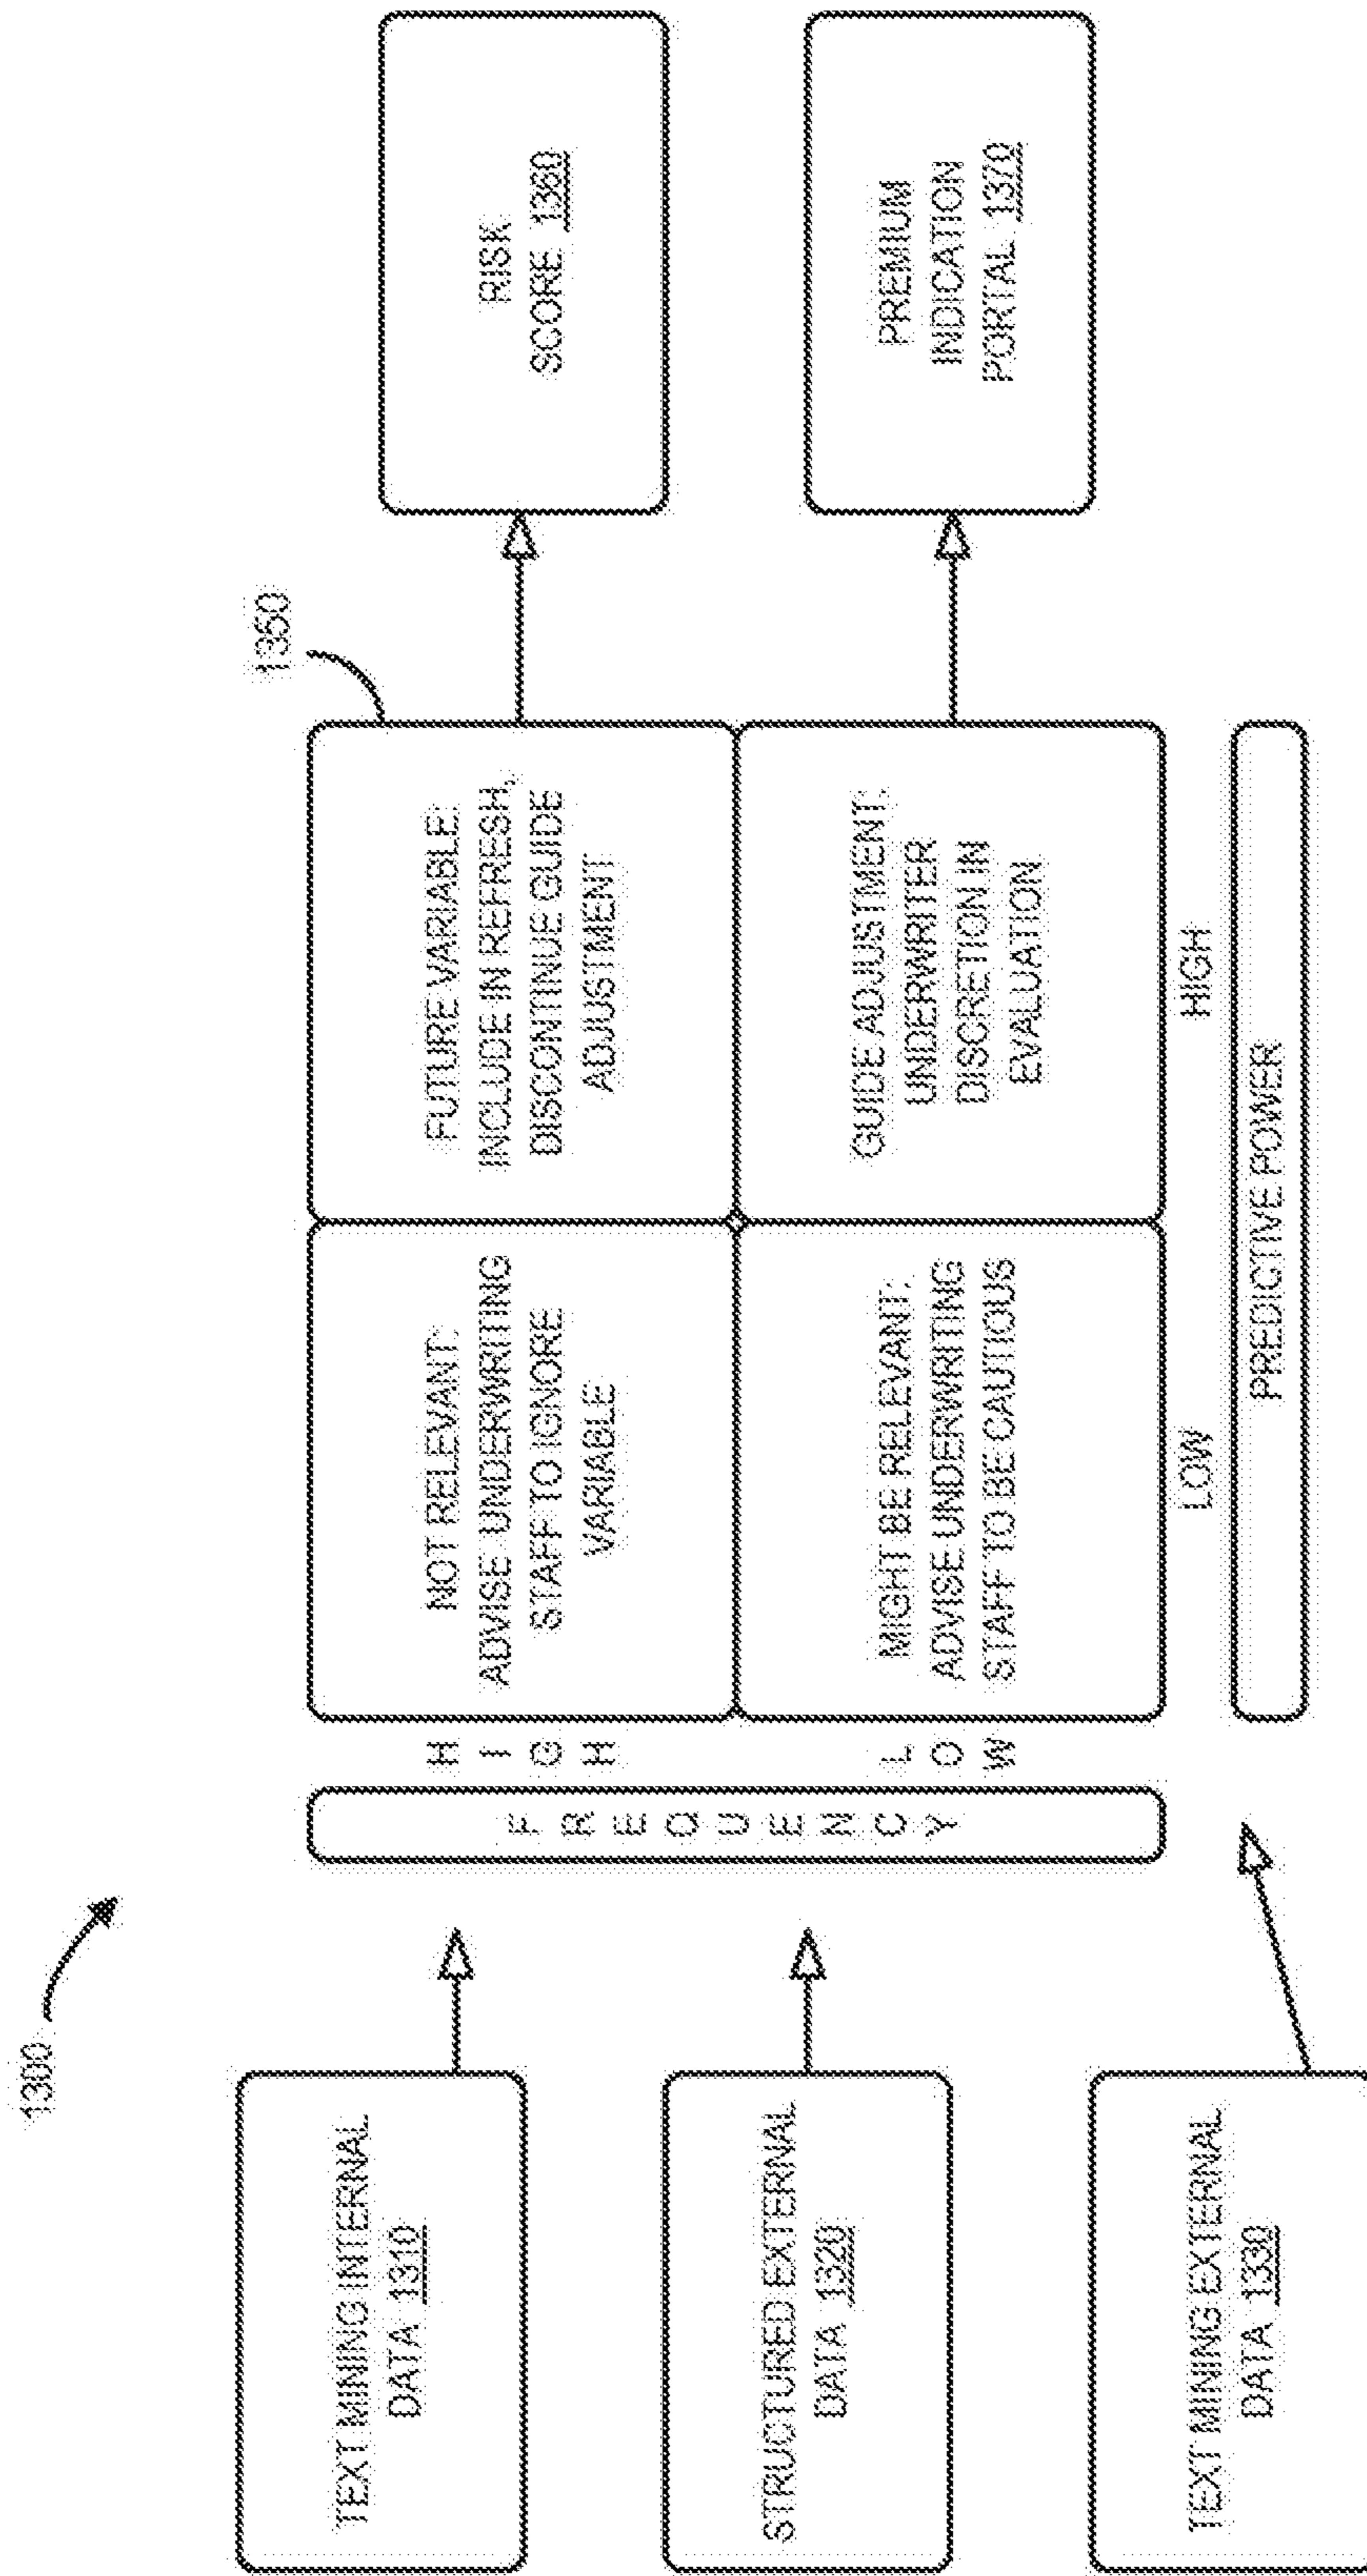 1300
TEXT MINING INTERNAL
DATA 1310
STRUCTURED EXTERNAL
DATA 1320
TEXT MINING EXTERNAL
DATA 1330
FREQUENCY
HIGH
LOW
NOT RELEVANT:
ADVISE UNDERWRITING
STAFF TO IGNORE
VARIABLE
FUTURE VARIABLE:
INCLUDE IN REFRESH,
DISCONTINUE GUIDE
ADJUSTMENT
1350
MIGHT BE RELEVANT:
ADVISE UNDERWRITING
STAFF TO BE CAUTIOUS
GUIDE ADJUSTMENT:
UNDERWRITER
DISCRETION IN
EVALUATION
LOW
HIGH
PREDICTIVE POWER
RISK
SCORE 1360
PREMIUM
INDICATION
PORTAL 1370